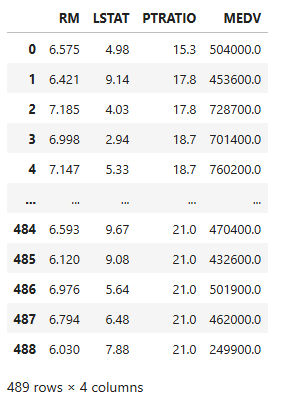 RM LSTAT PTRATIO MEDV
0 6.575 4.98 15.3 504000.0
1 6.421 9.14 17.8 453600.0
2 7.185 4.03 17.8 728700.0
3 6.998 2.94 18.7 701400.0
4 7.147 5.33 18.7 760200.0
... ... ... ... ...
484 6.593 9.67 21.0 470400.0
485 6.120 9.08 21.0 432600.0
486 6.976 5.64 21.0 501900.0
487 6.794 6.48 21.0 462000.0
488 6.030 7.88 21.0 249900.0
489 rows × 4 columns